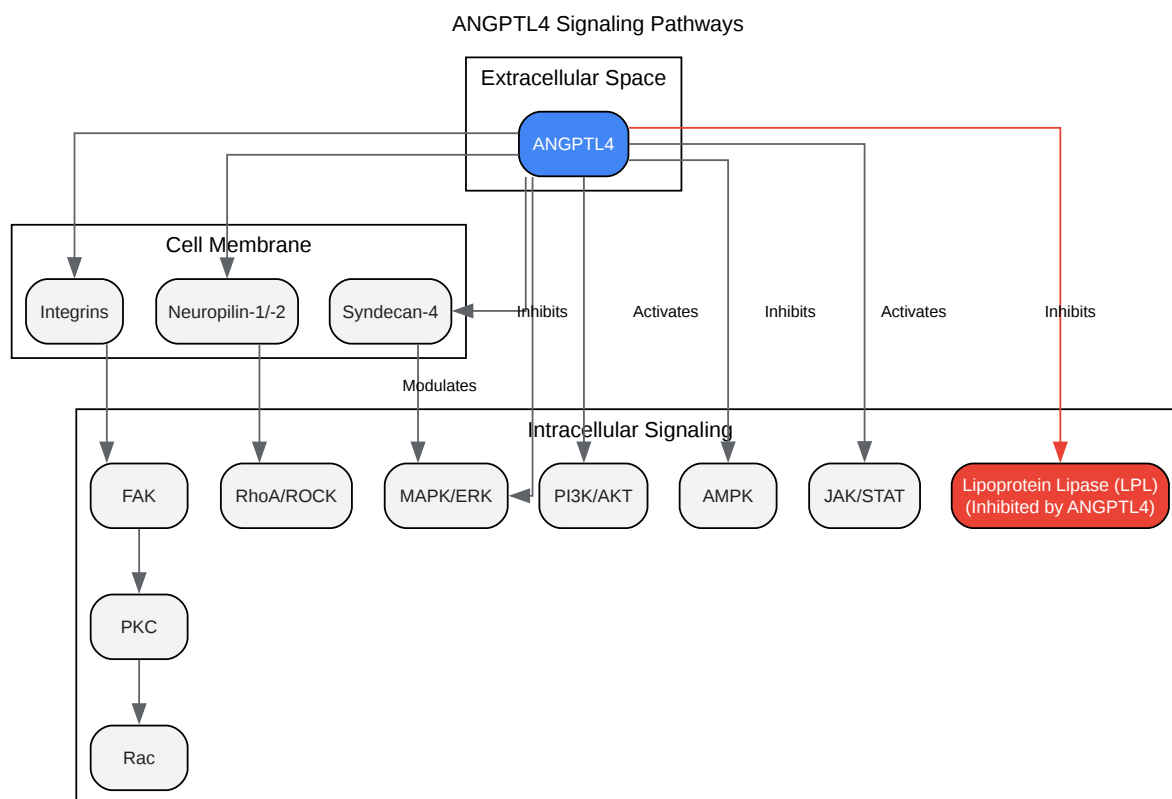 ANGPTL4 Signaling Pathways
Extracellular Space
ANGPTL4
Cell Membrane
Integrins
Neuropilin-1/-2
Syndecan-4
Inhibits
Activates
Inhibits
Activates
Inhibits
Modulates
Intracellular Signaling
FAK
RhoA/ROCK
MAPK/ERK
PI3K/AKT
AMPK
JAK/STAT
Lipoprotein Lipase (LPL)
(Inhibited by ANGPTL4)
PKC
Rac